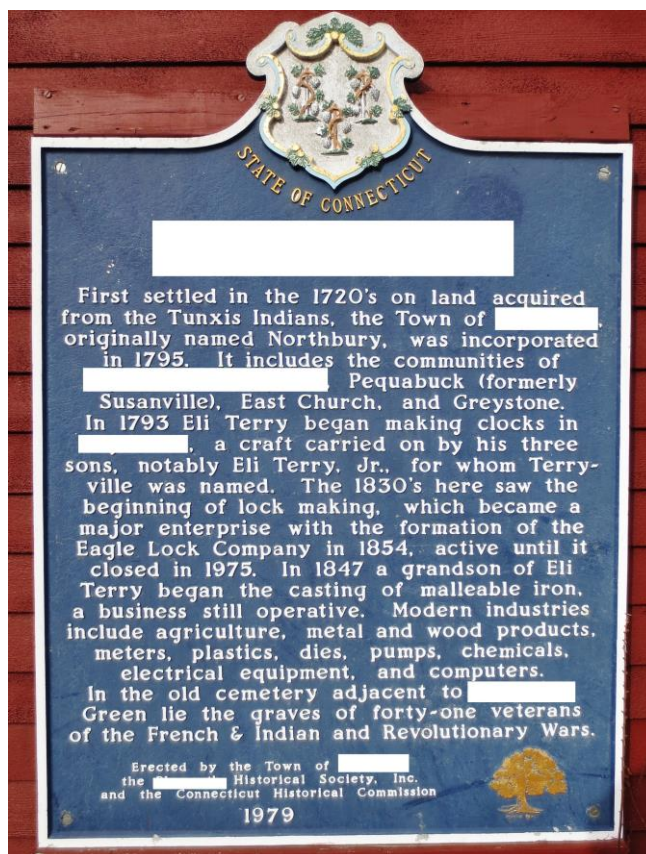 STATE OF CONNECTICUT
First settled in the 1720's on land acquired
from the Tunxis Indians, the Town of ,
originally named Northbury, was incorporated
in 1795. It includes the communities of
, Pequabuck (formerly
Susanville), East Church, and Greystone.
In 1793 Eli Terry began making clocks in
, a craft carried on by his three
sons, notably Eli Terry, Jr., for whom Terry-
ville was named. The 1830's here saw the
beginning of lock making, which became a
major enterprise with the formation of the
Eagle Lock Company in 1854, active until it
closed in 1975. In 1847 a grandson of Eli
Terry began the casting of malleable iron,
a business still operative. Modern industries
include agriculture, metal and wood products,
meters, plastics, dies, pumps, chemicals,
electrical equipment, and computers.
In the old cemetery adjacent to
Green lie the graves of forty-one veterans
of the French & Indian and Revolutionary Wars.
Erected by the Town of
the Historical Society, Inc.
and the Connecticut Historical Commission
1979